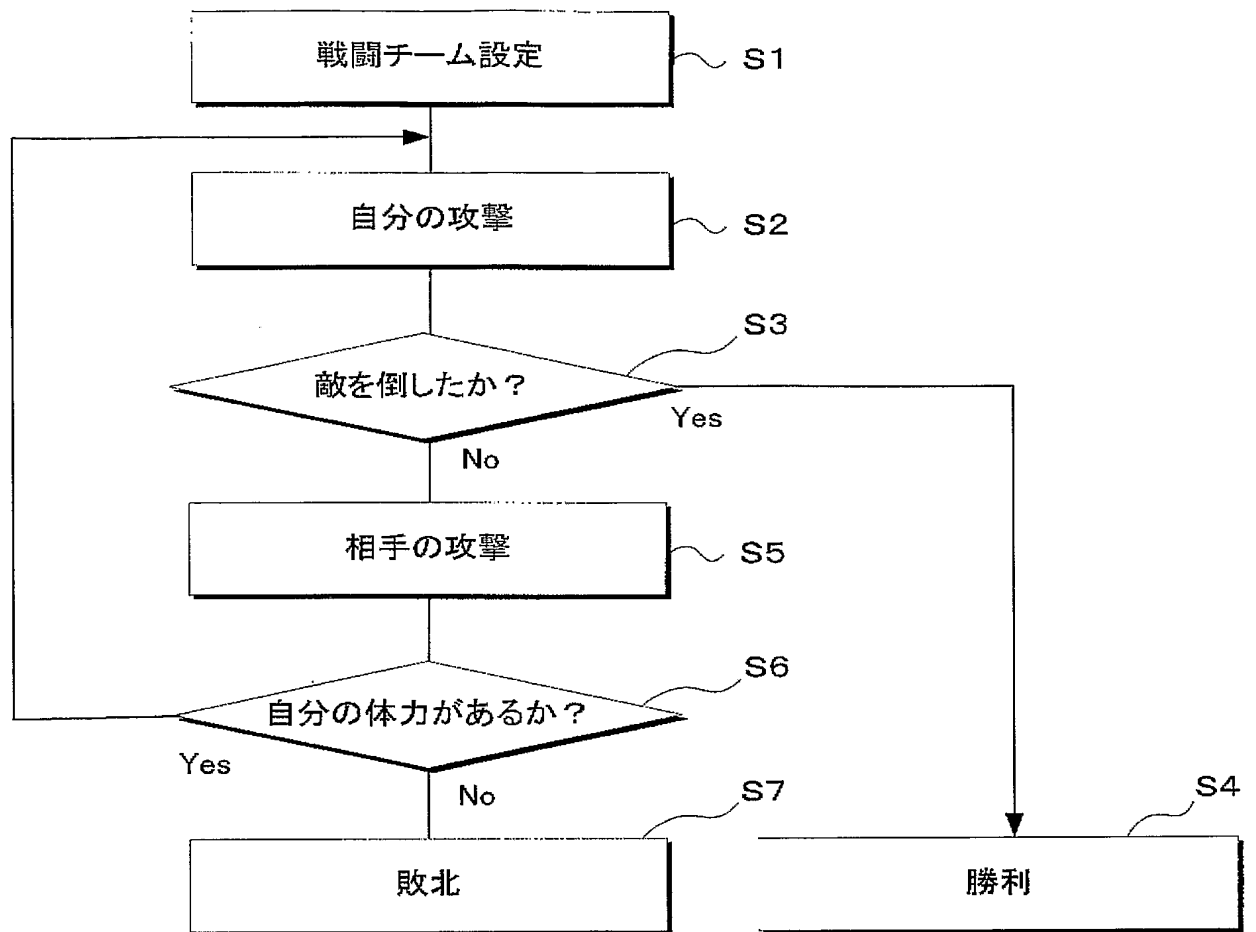 戦闘チーム設定
S1
自分の攻撃
S2
S3
敵を倒したか?
Yes
No
相手の攻撃
S5
S6
自分の体力があるか?
Yes
No
S7
S4
敗北
勝利